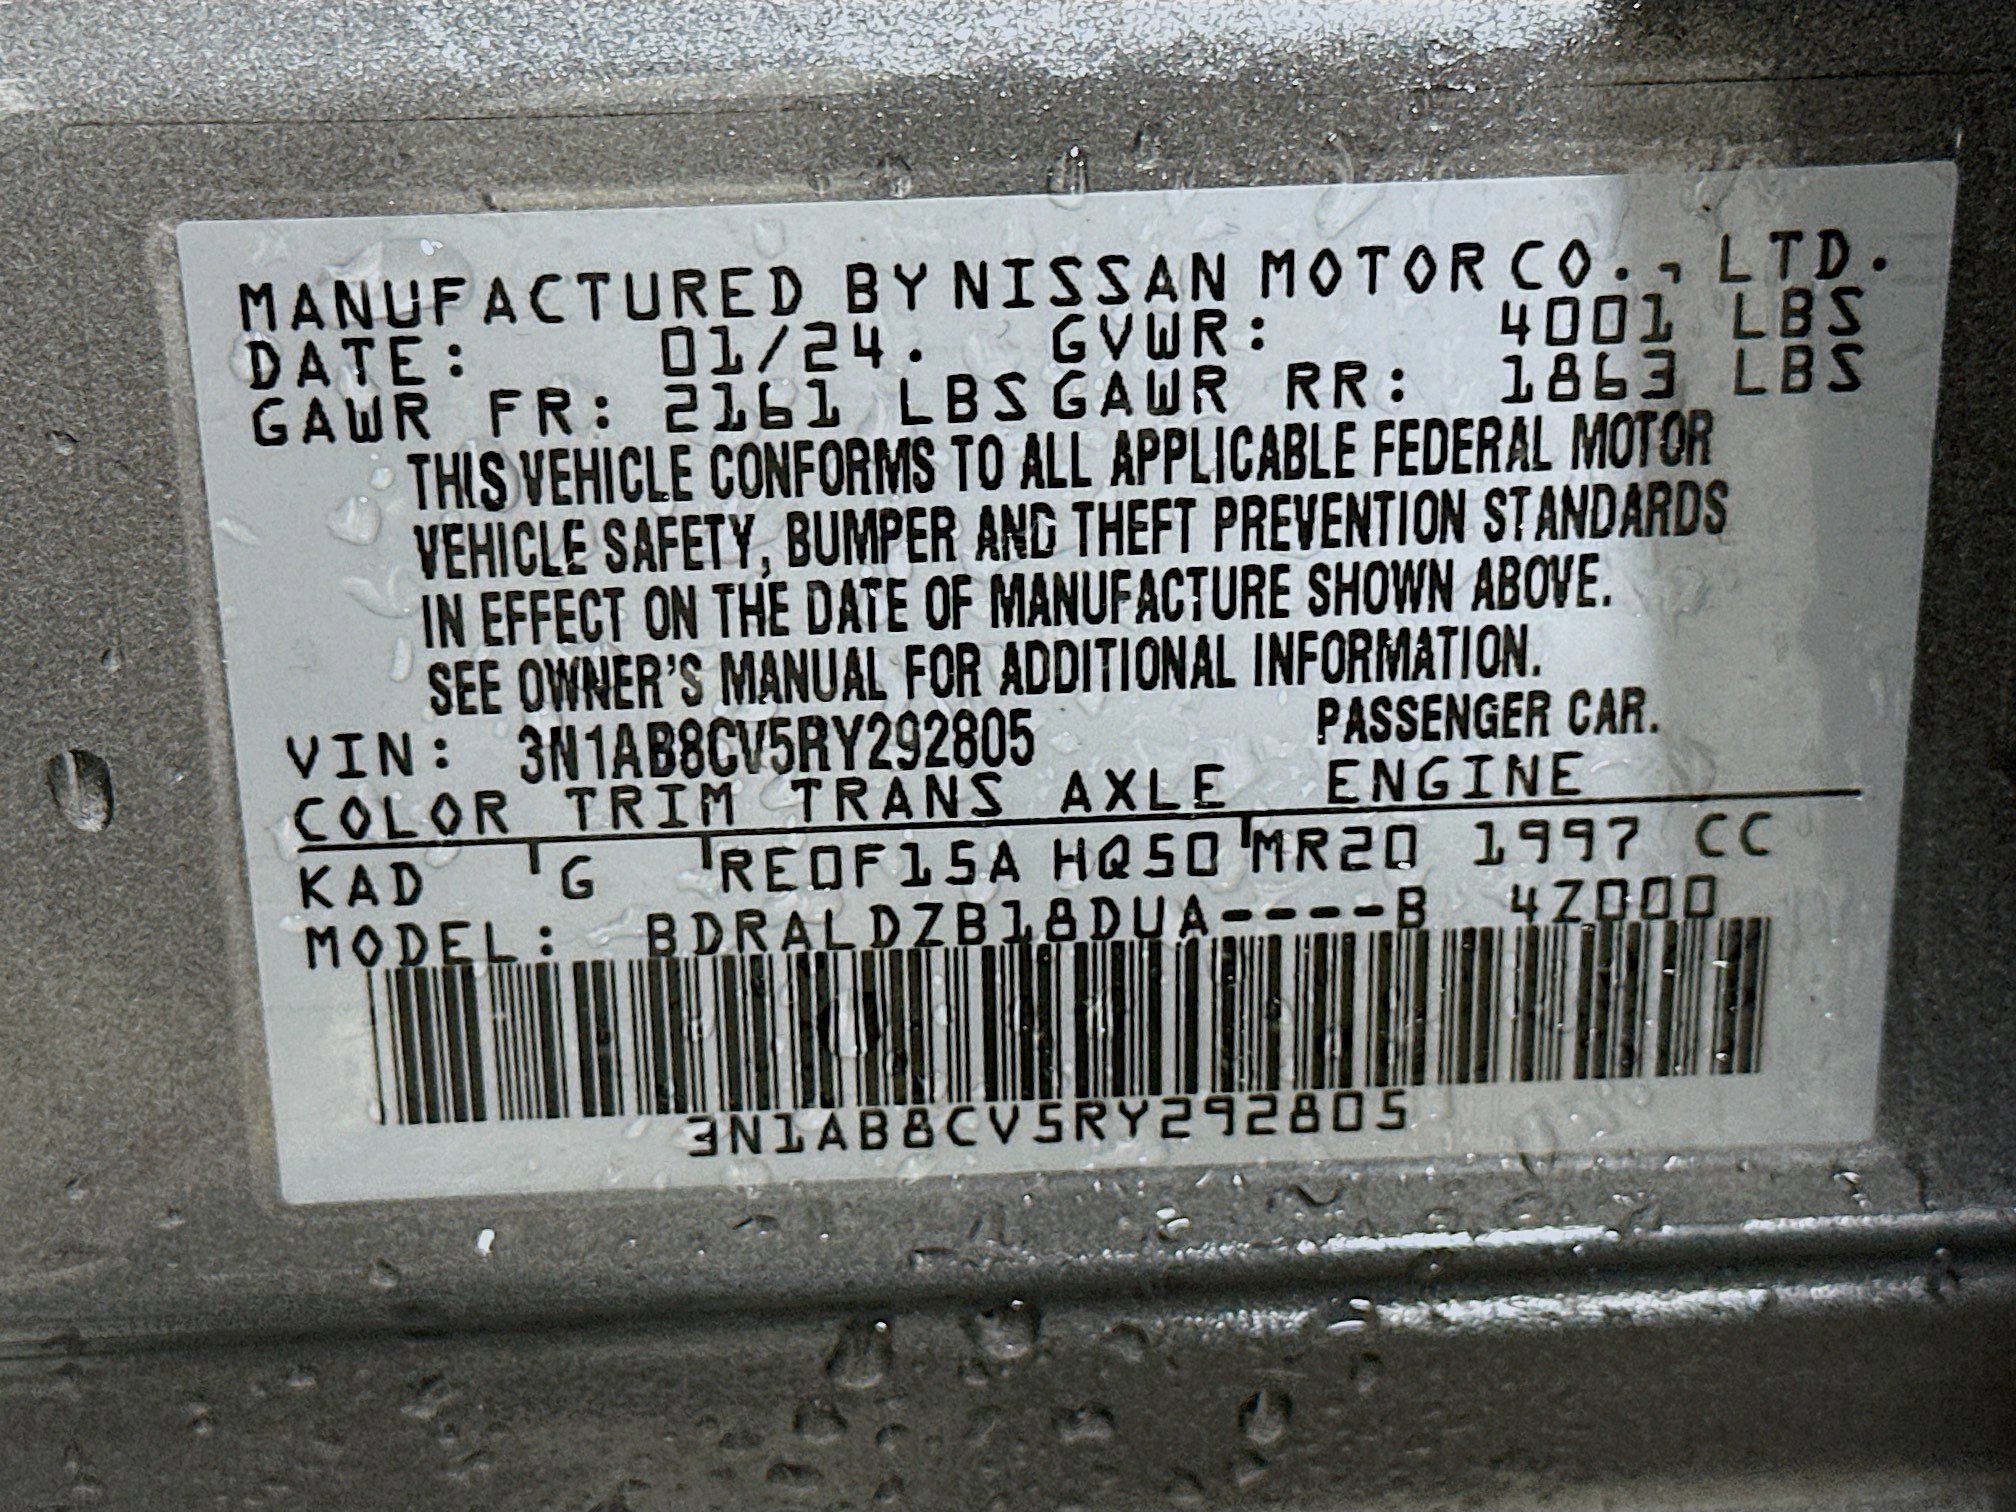 MANUFACTURED BY NISSAN MOTOR CO., LTD.
DATE: 01/24. GVWR: 4001 LBS
GAWR FR: 2161 LBS GAWR RR: 1863 LBS
THIS VEHICLE CONFORMS TO ALL APPLICABLE FEDERAL MOTOR
VEHICLE SAFETY, BUMPER AND THEFT PREVENTION STANDARDS
IN EFFECT ON THE DATE OF MANUFACTURE SHOWN ABOVE.
SEE OWNER'S MANUAL FOR ADDITIONAL INFORMATION.
VIN: 3N1AB8CV5RY292805 PASSENGER CAR.
COLOR TRIM TRANS AXLE ENGINE
KAD G RE0F15A HQ50 MR20 1997 CC
MODEL: BDRALDZB18DUA----B 4Z000
3N1AB8CV5RY292805